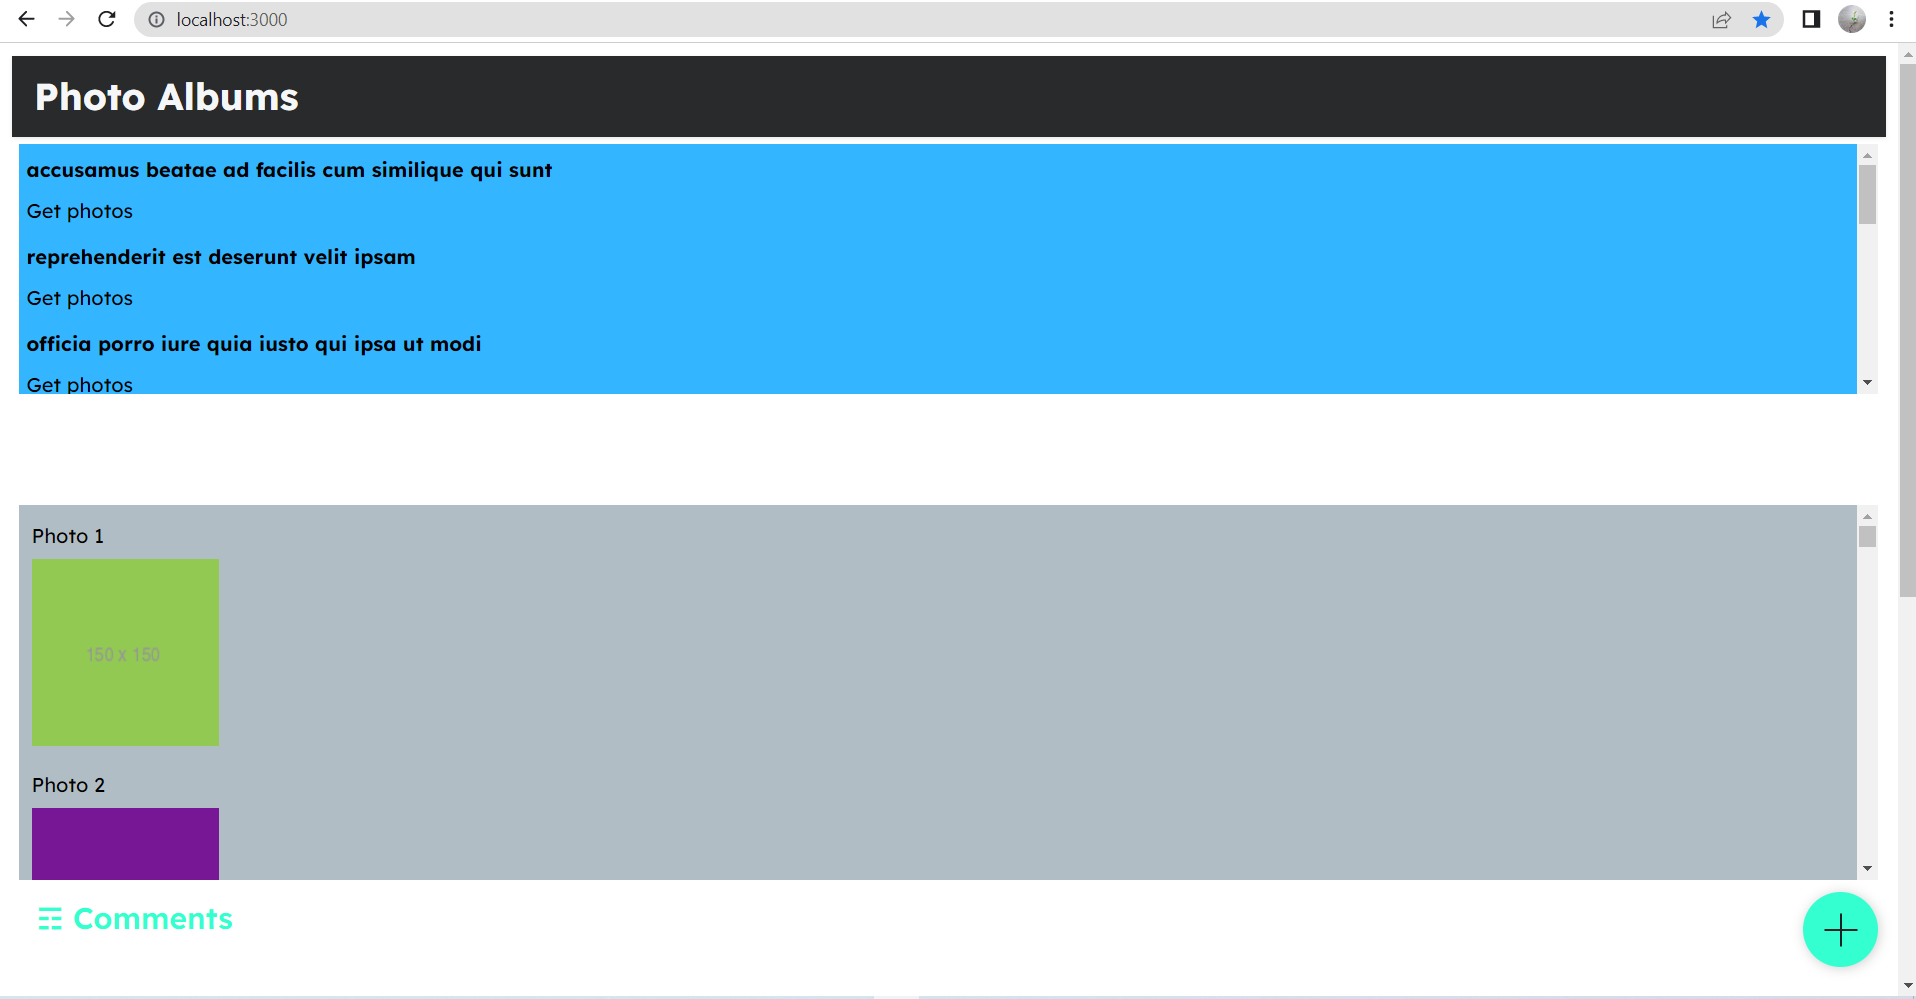 localhost:3000
Photo Albums
accusamus beatae ad facilis cum similique qui sunt
Get photos
reprehenderit est deserunt velit ipsam
Get photos
officia porro iure quia iusto qui ipsa ut modi
Get photos
Photo 1
150 x 150
Photo 2
Comments